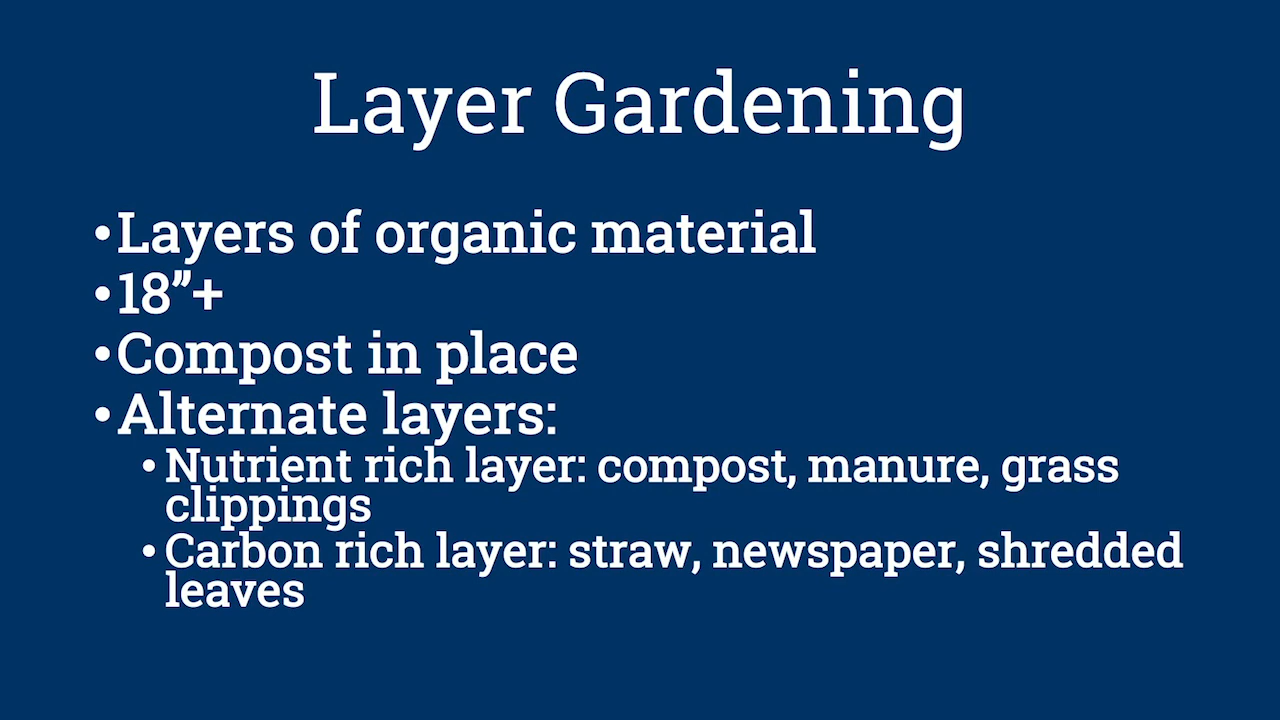 Layer Gardening
•Layers of organic material
•18”+
•Compost in place
•Alternate layers:
•Nutrient rich layer: compost, manure, grass
clippings
•Carbon rich layer: straw, newspaper, shredded
leaves